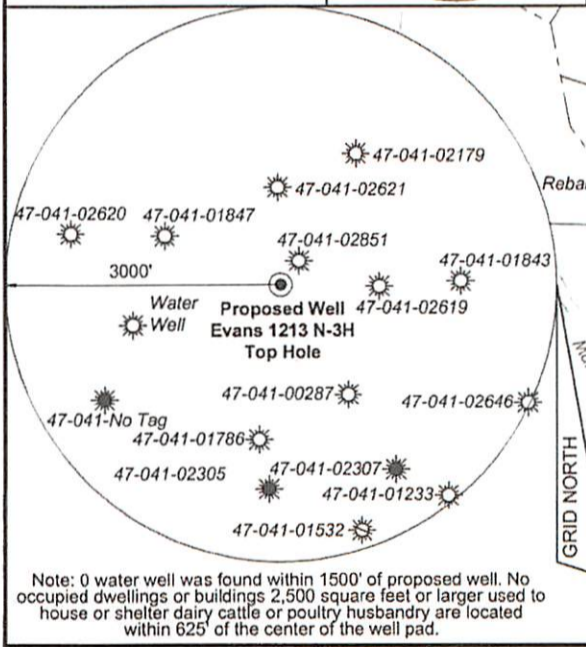 47-041-02179
47-041-02621
Reba
47-041-02620
47-041-01847
47-041-02851
47-041-01843
3000'
Water
Well
Proposed Well
Evans 1213 N-3H
Top Hole
47-041-02619
47-041-No Tag
47-041-00287
47-041-02646
47-041-01786
47-041-02305
47-041-02307
47-041-01233
47-041-01532
GRID NORTH
Note: 0 water well was found within 1500' of proposed well. No
occupied dwellings or buildings 2,500 square feet or larger used to
house or shelter dairy cattle or poultry husbandry are located
within 625' of the center of the well pad.